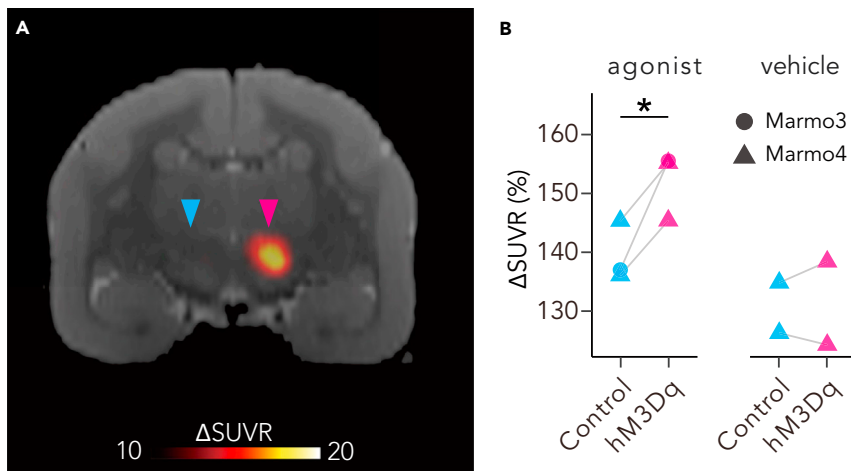 A
10 ΔSUVR 20
B
agonist vehicle
*
Marmo3
Marmo4
ΔSUVR (%)
160
150
140
130
Control
hM3Dq
Control
hM3Dq